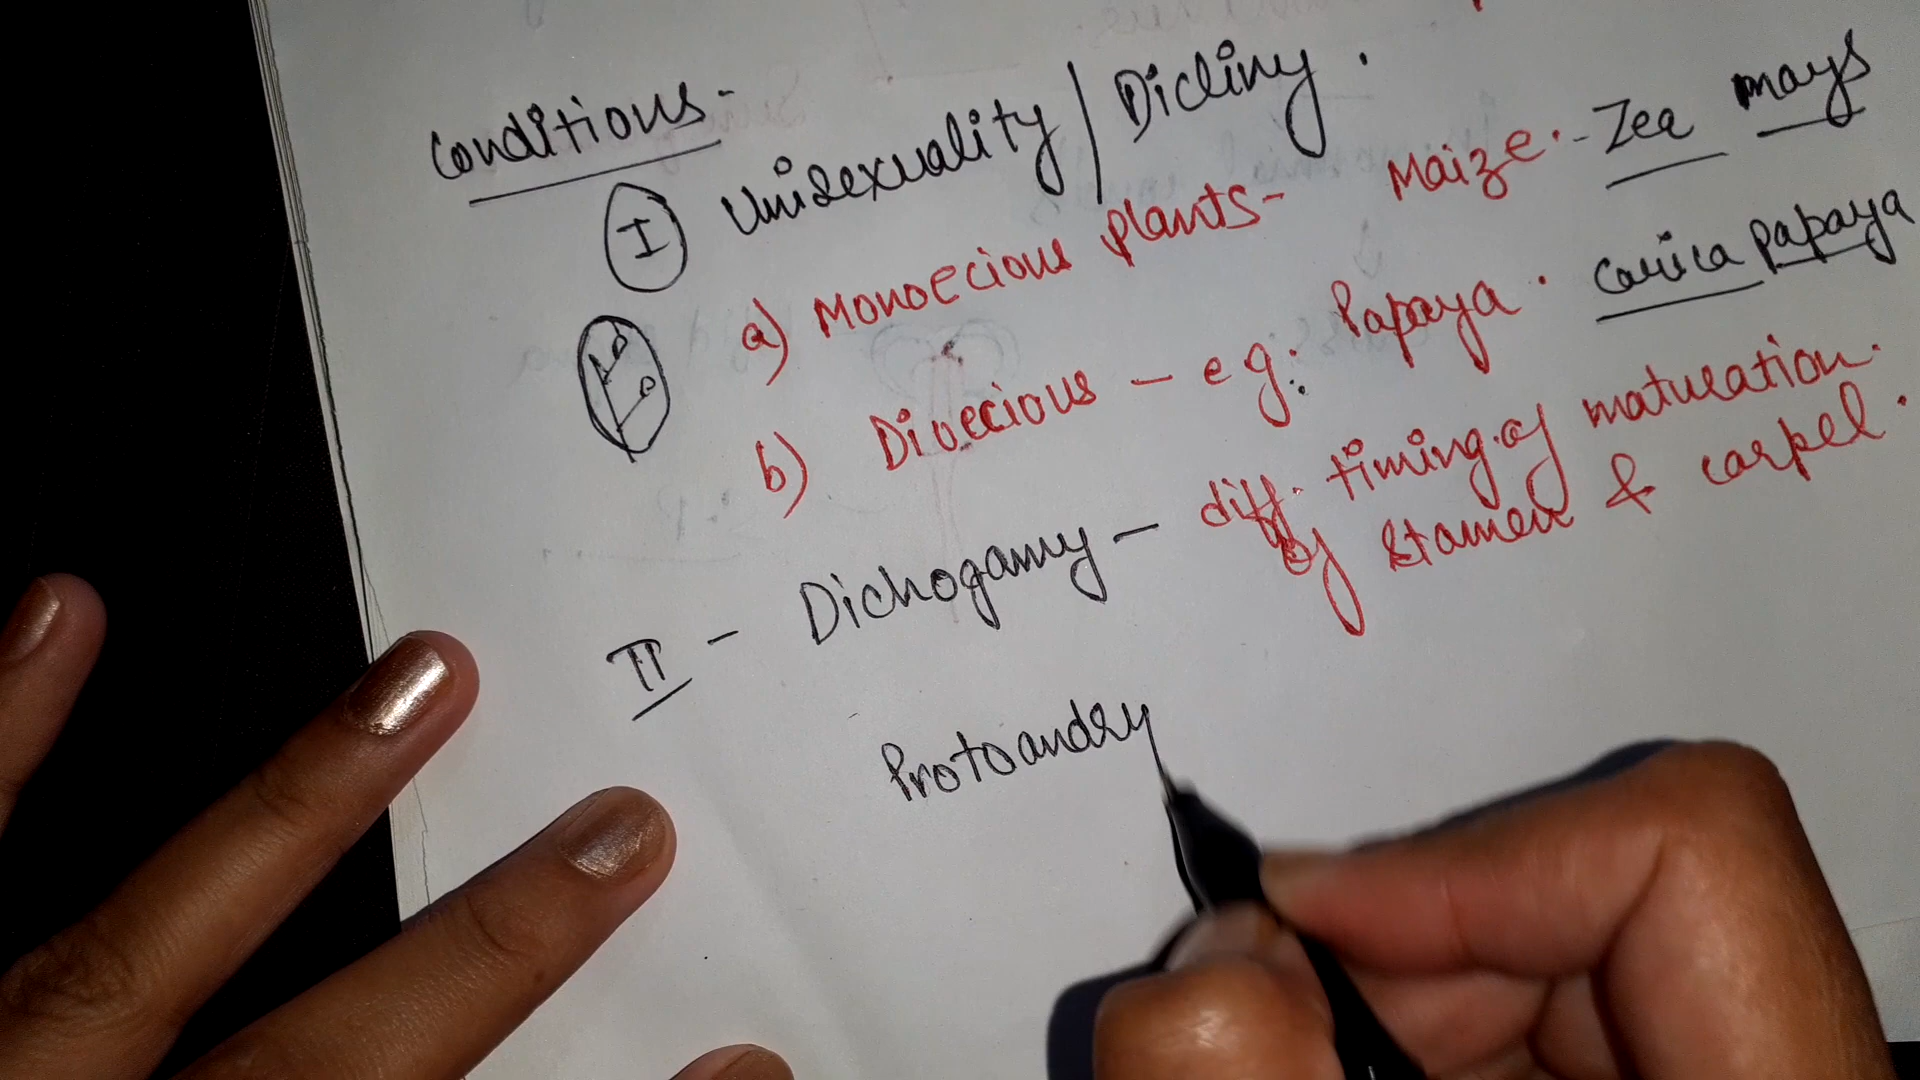 Conditions -
I Unisexuality / Dicliny.
a) Monoecious plants - Maize. - Zea mays
b) Dioecious - eg: Papaya. Carica papaya
II - Dichogamy - diff. timing of maturation
of stamen & carpel.
Protoandry